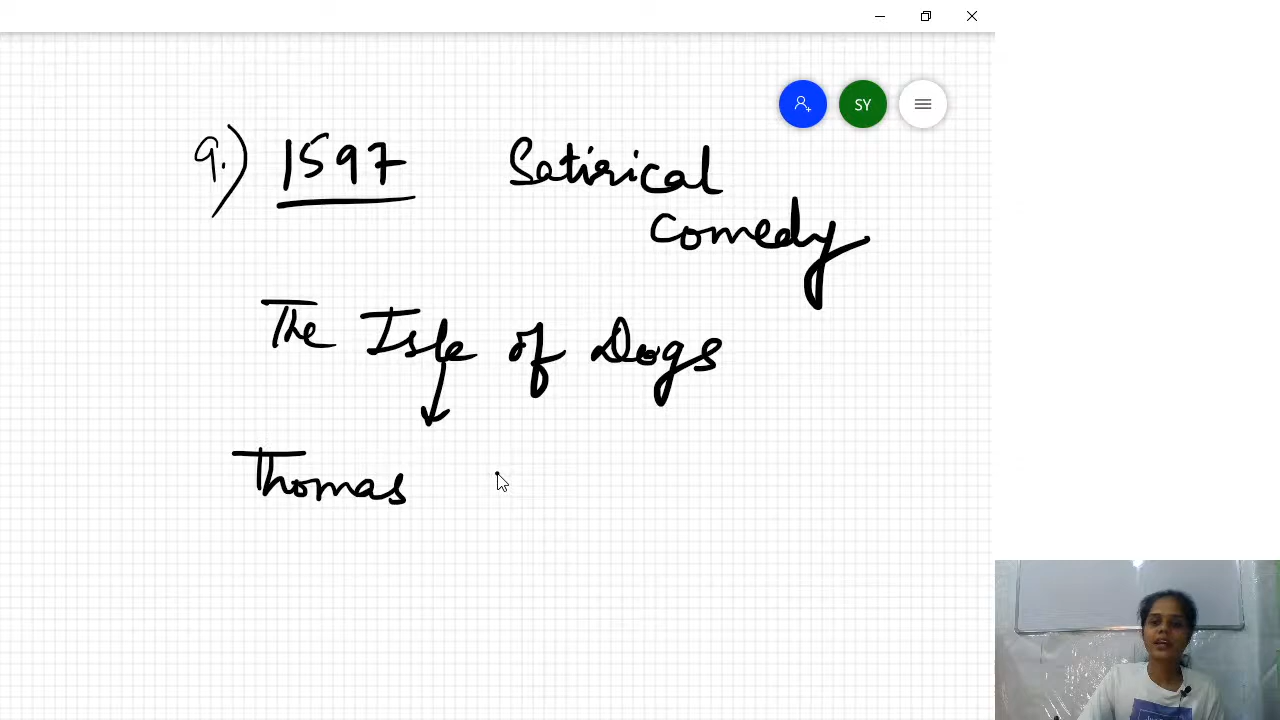 SY
9.) 1597 Satirical
Comedy
The Isle of Dogs
Thomas